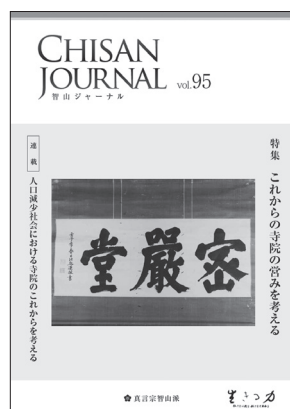 CHISAN
JOURNAL vol.95
智山ジャーナル
特集 これからの寺院の営みを考える
連載 人口減少社会における寺院のこれからを考える
密嚴堂
真言宗智山派
生きる力